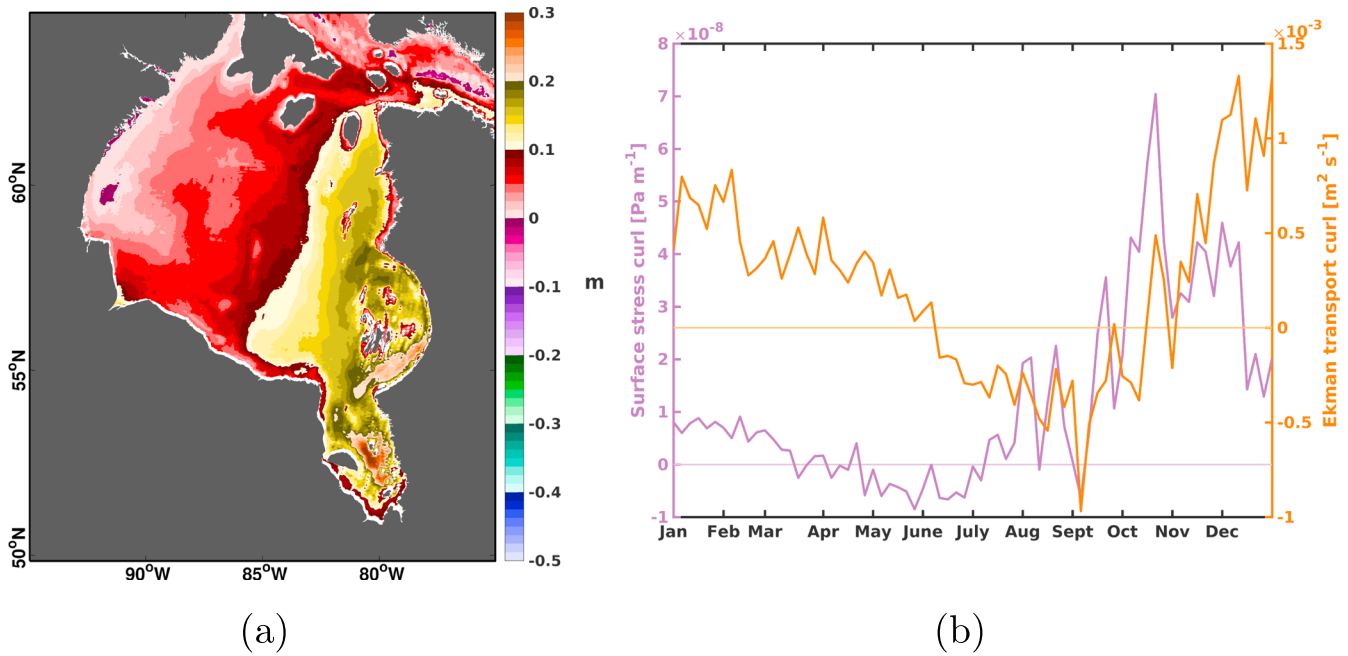 0.3
0.2
0.1
0
-0.1
-0.2
-0.3
-0.4
-0.5
m
60°N
55°N
50°N
90°W
85°W
80°W
(a)
×10⁻⁸
8
7
6
5
4
3
2
1
0
-1
Surface stress curl [Pa m⁻¹]
×10⁻³
1.5
1
0.5
0
-0.5
-1
Ekman transport curl [m² s⁻¹]
Jan Feb Mar Apr May June July Aug Sept Oct Nov Dec
(b)